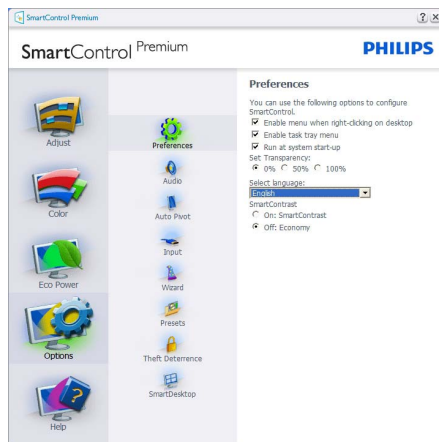 SmartControl Premium
SmartControl Premium
PHILIPS
Adjust
Color
Eco Power
Options
Help
Preferences
Audio
Auto Pivot
Input
Wizard
Presets
Theft Deterrence
SmartDesktop
Preferences
You can use the following options to configure
SmartControl.
Enable menu when right-clicking on desktop
Enable task tray menu
Run at system start-up
Set Transparency:
0% 50% 100%
Select language:
English
SmartContrast
On: SmartContrast
Off: Economy